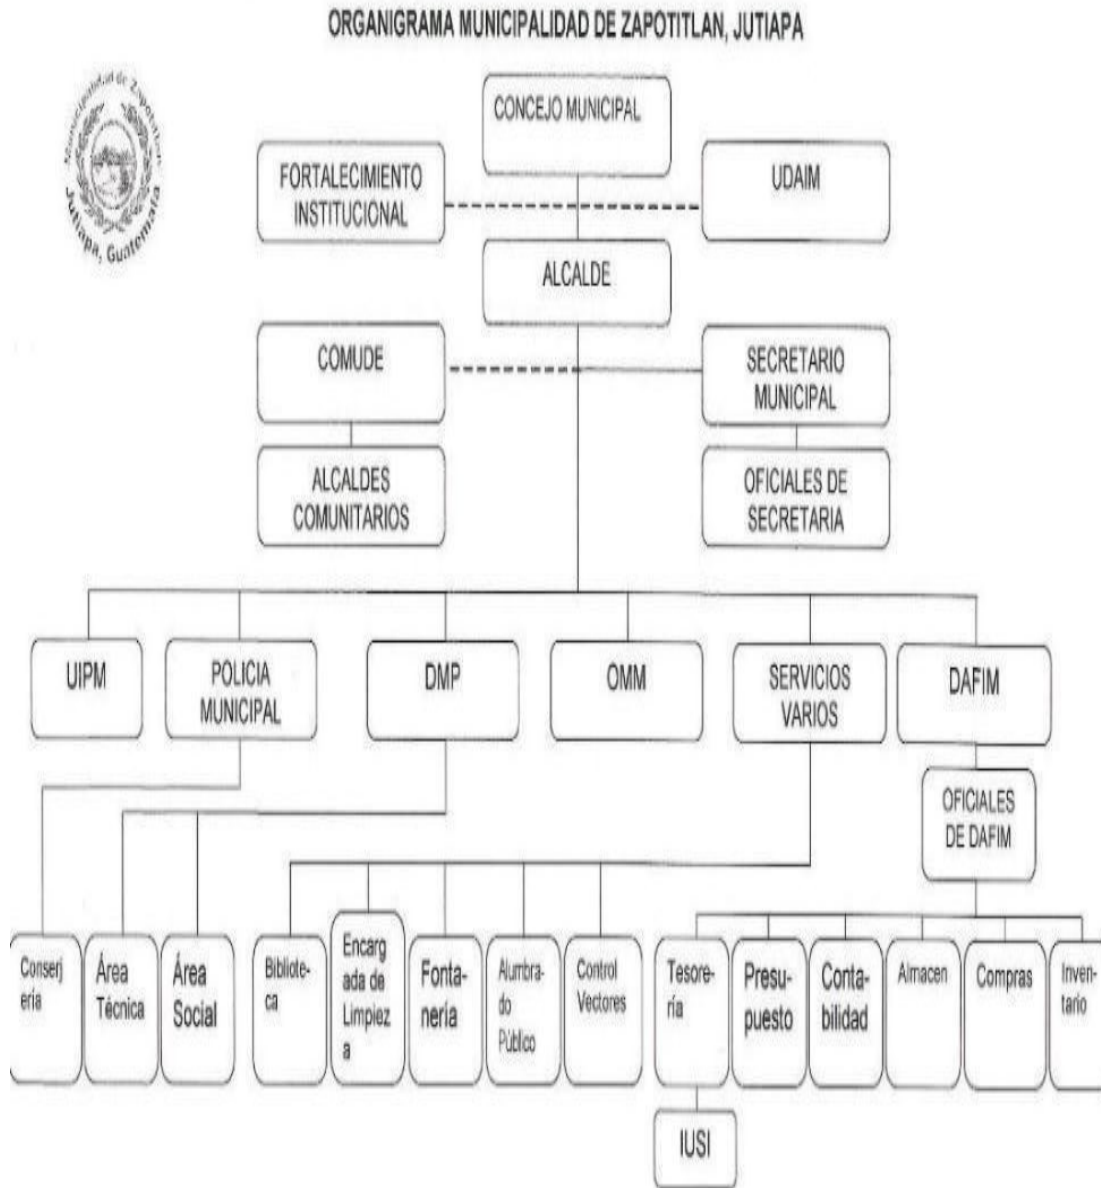 ORGANIGRAMA MUNICIPALIDAD DE ZAPOTITLAN, JUTIAPA
Municipalidad de Zapotitlan
Jutiapa, Guatemala
CONCEJO MUNICIPAL
FORTALECIMIENTO
INSTITUCIONAL
UDAIM
ALCALDE
COMUDE
SECRETARIO
MUNICIPAL
ALCALDES
COMUNITARIOS
OFICIALES DE
SECRETARIA
UIPM
POLICIA
MUNICIPAL
DMP
OMM
SERVICIOS
VARIOS
DAFIM
OFICIALES
DE DAFIM
Conserj
ería
Área
Técnica
Área
Social
Bibliote-
ca
Encarg
ada de
Limpiez
a
Fonta-
nería
Alumbra-
do
Público
Control
Vectores
Tesore-
ría
Presu-
puesto
Conta-
bilidad
Almacen
Compras
Inven-
tario
IUSI